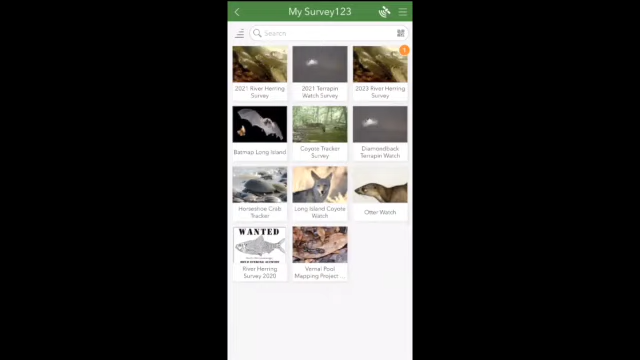 My Survey123
Search
1
2021 River Herring
Survey
2021 Terrapin
Watch Survey
2023 River Herring
Survey
Batmap Long Island
Coyote Tracker
Survey
Diamondback
Terrapin Watch
Horseshoe Crab
Tracker
Long Island Coyote
Watch
Otter Watch
WANTED
River Herring
Survey 2020
Vernal Pool
Mapping Project ...